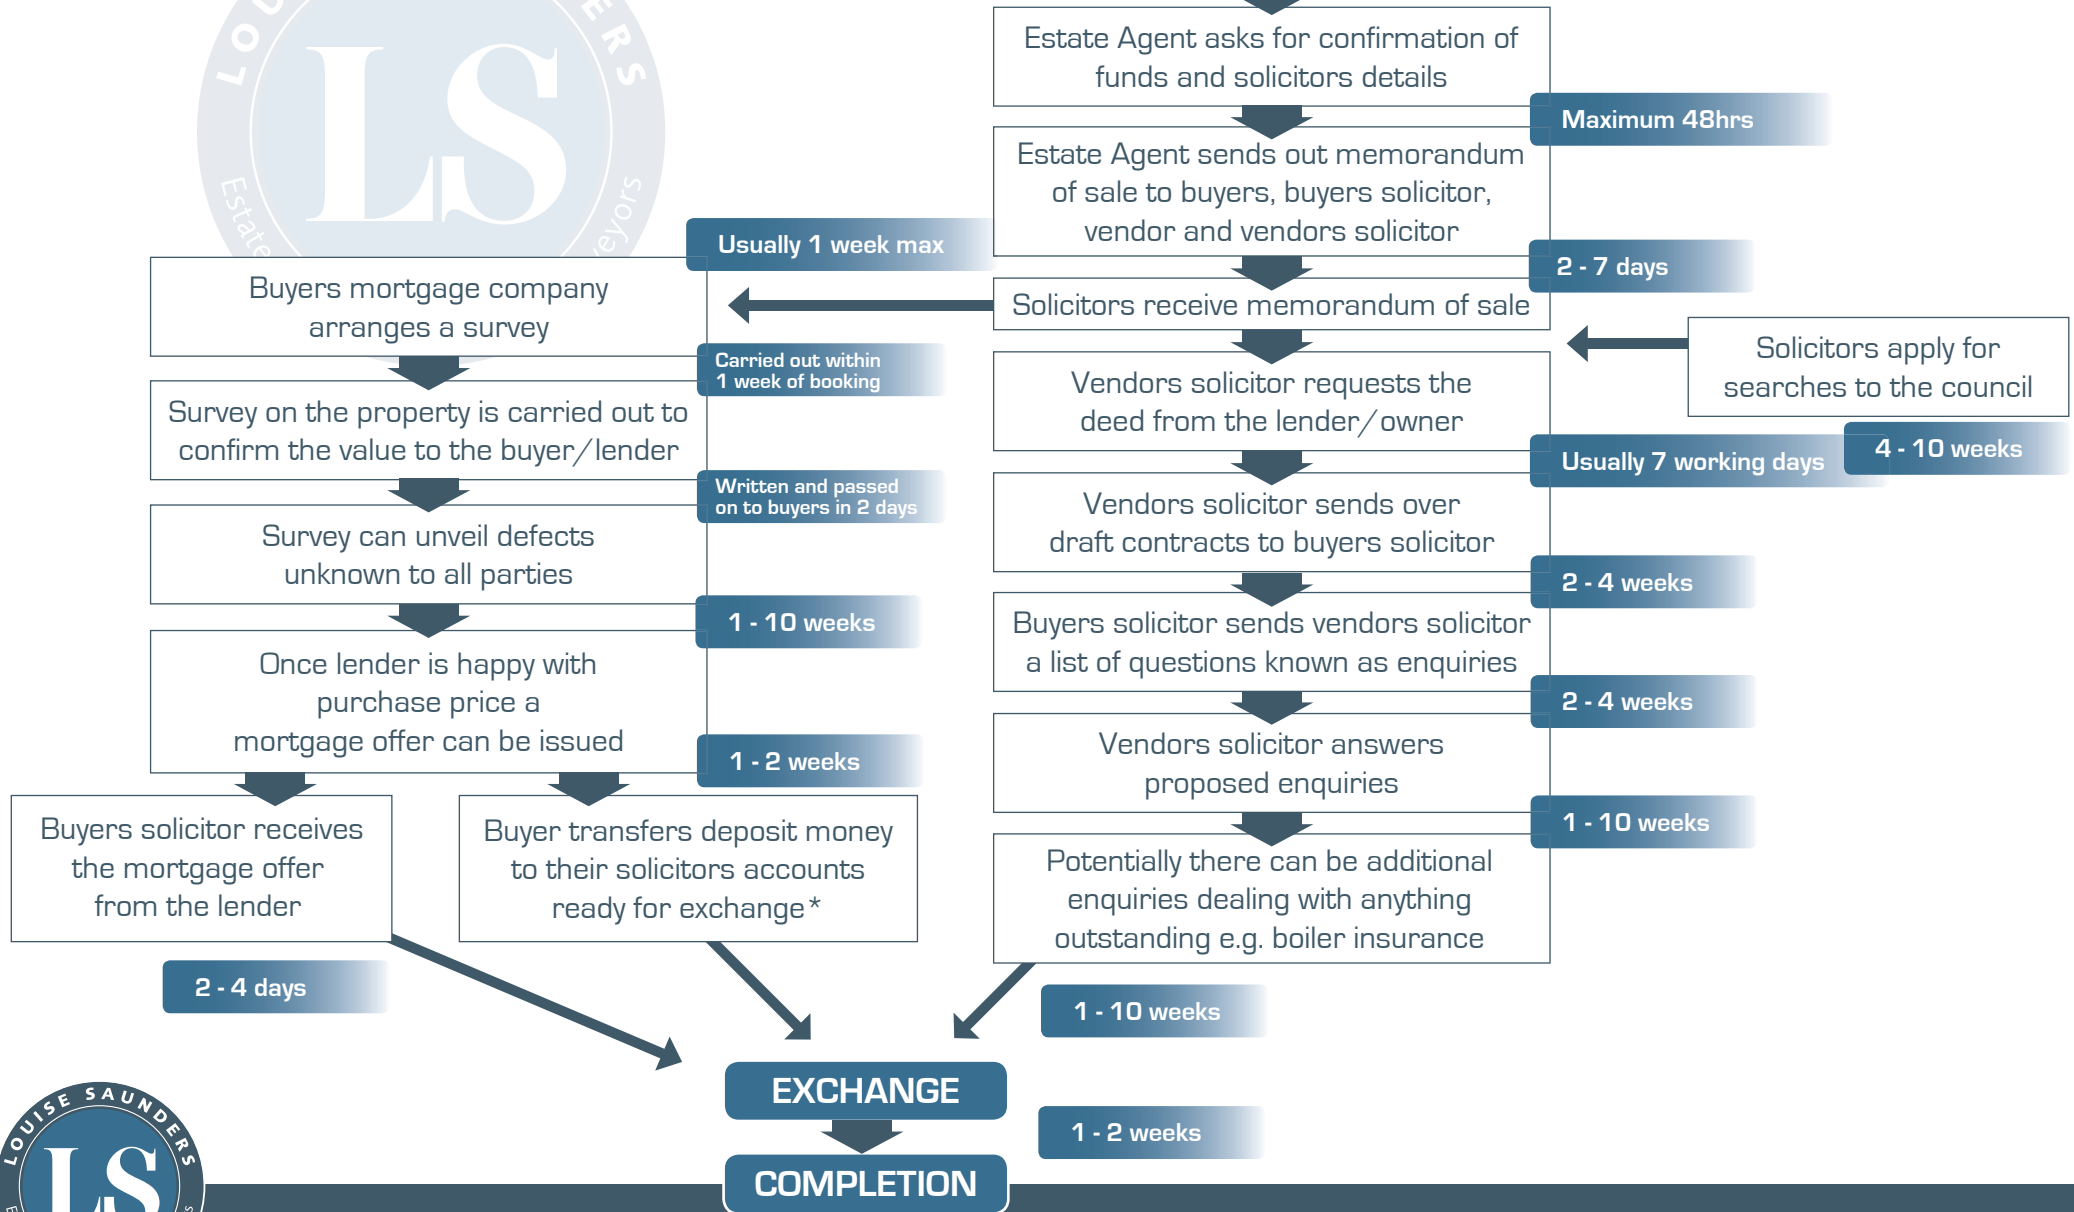 Estate Agent asks for confirmation of
funds and solicitors details
Maximum 48hrs
Estate Agent sends out memorandum
of sale to buyers, buyers solicitor,
vendor and vendors solicitor
2 - 7 days
Usually 1 week max
Solicitors receive memorandum of sale
Solicitors apply for
searches to the council
4 - 10 weeks
Vendors solicitor requests the
deed from the lender/owner
Usually 7 working days
Vendors solicitor sends over
draft contracts to buyers solicitor
2 - 4 weeks
Buyers solicitor sends vendors solicitor
a list of questions known as enquiries
2 - 4 weeks
Vendors solicitor answers
proposed enquiries
1 - 10 weeks
Potentially there can be additional
enquiries dealing with anything
outstanding e.g. boiler insurance
1 - 10 weeks
Buyers mortgage company
arranges a survey
Carried out within
1 week of booking
Survey on the property is carried out to
confirm the value to the buyer/lender
Written and passed
on to buyers in 2 days
Survey can unveil defects
unknown to all parties
1 - 10 weeks
Once lender is happy with
purchase price a
mortgage offer can be issued
1 - 2 weeks
Buyers solicitor receives
the mortgage offer
from the lender
2 - 4 days
Buyer transfers deposit money
to their solicitors accounts
ready for exchange*
EXCHANGE
1 - 2 weeks
COMPLETION
LOUISE SAUNDERS
LS
LS
Estate